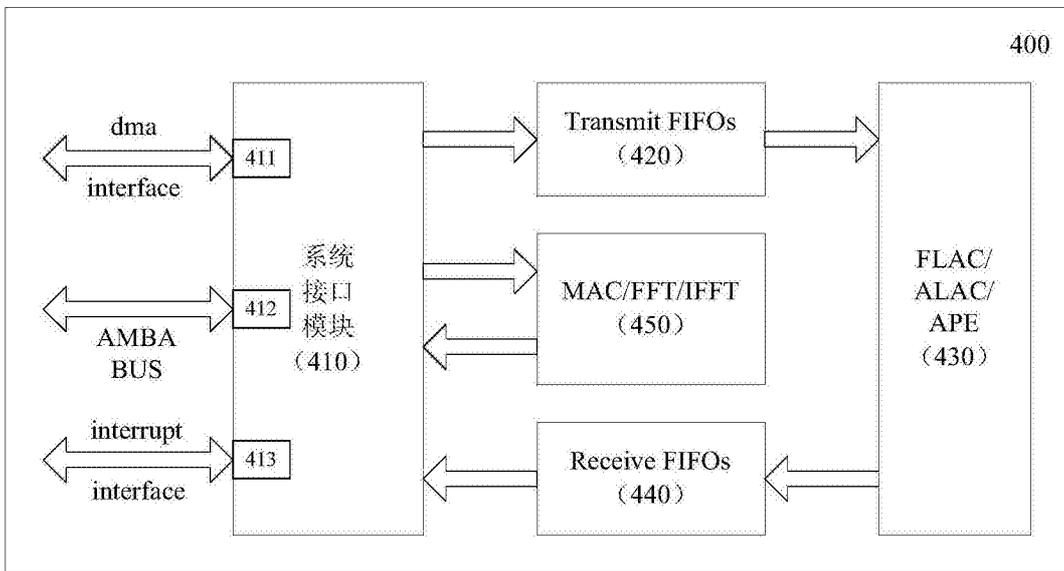 400
dma
411
interface
412
AMBA
BUS
interrupt
413
interface
系统
接口
模块
（410）
Transmit FIFOs
（420）
MAC/FFT/IFFT
（450）
Receive FIFOs
（440）
FLAC/
ALAC/
APE
（430）